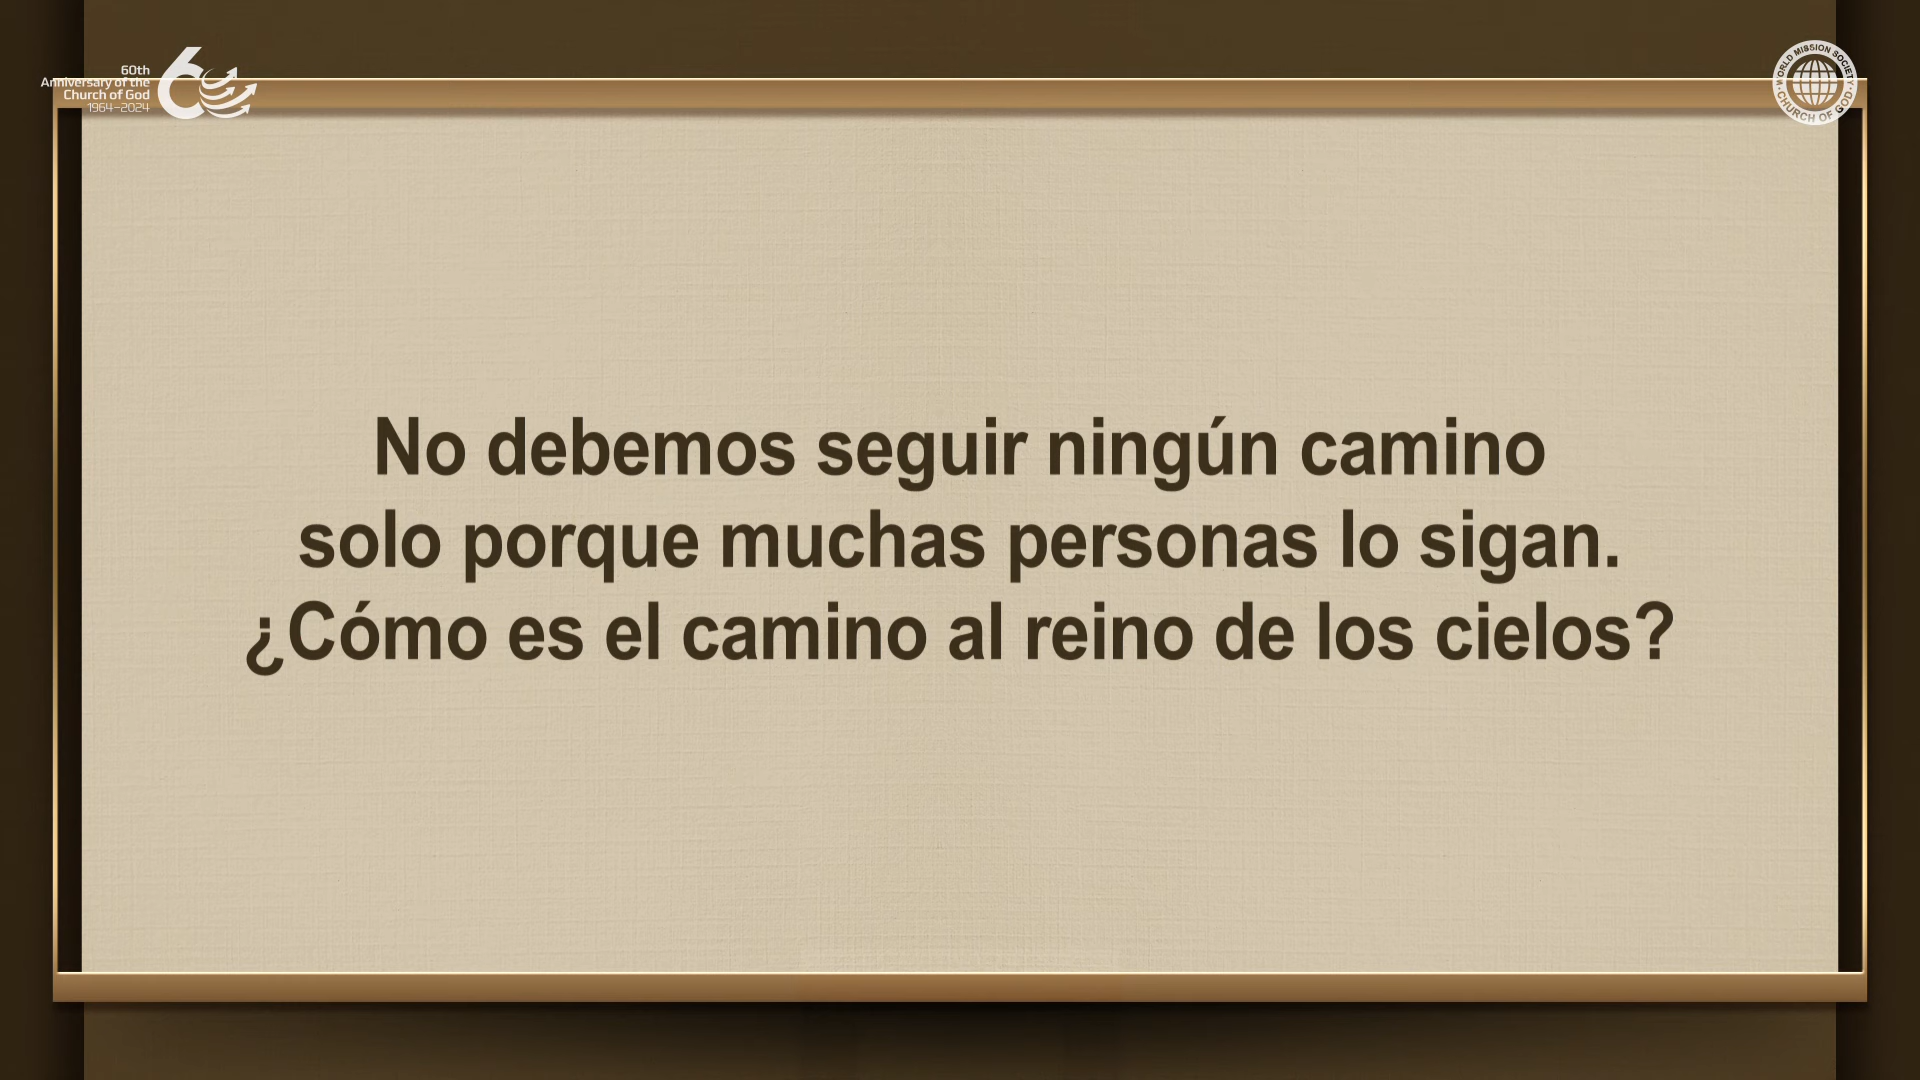 60th
Anniversary of the
Church of God
1964–2024
60
WORLD MISSION SOCIETY
CHURCH OF GOD
No debemos seguir ningún camino
solo porque muchas personas lo sigan.
¿Cómo es el camino al reino de los cielos?